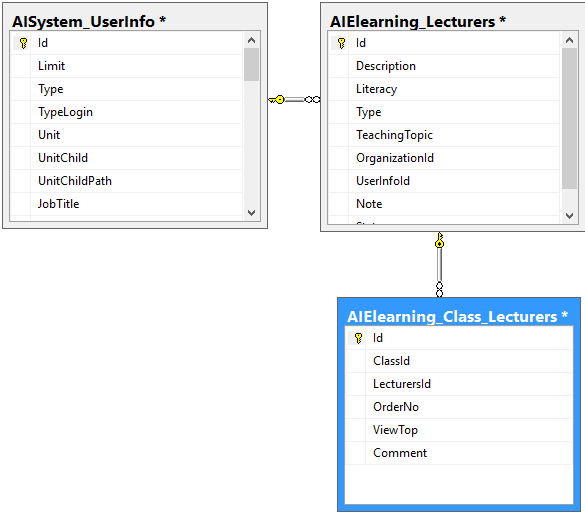 AISystem_UserInfo *
Id
Limit
Type
TypeLogin
Unit
UnitChild
UnitChildPath
JobTitle
AIElearning_Lecturers *
Id
Description
Literacy
Type
TeachingTopic
OrganizationId
UserInfoId
Note
AIElearning_Class_Lecturers *
Id
ClassId
LecturersId
OrderNo
ViewTop
Comment